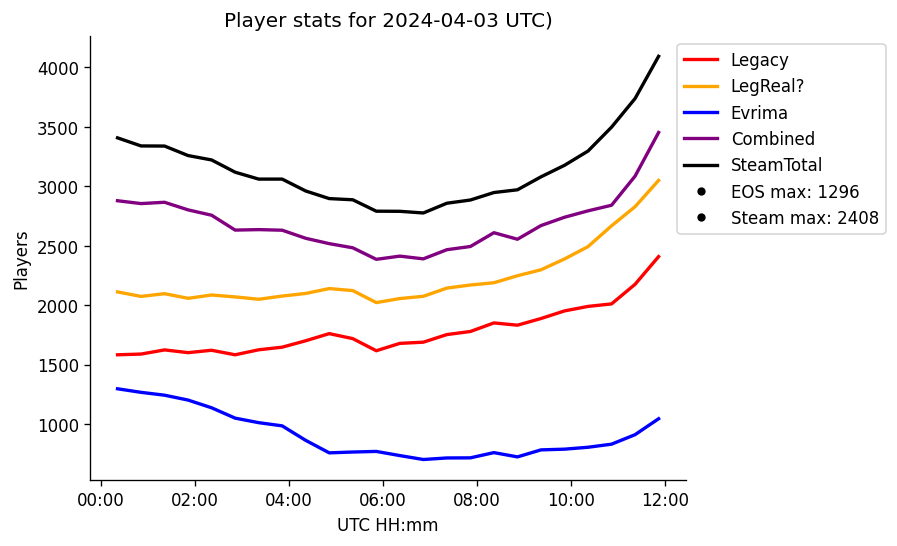 Player stats for 2024-04-03 UTC)
Legacy
LegReal?
Evrima
Combined
SteamTotal
EOS max: 1296
Steam max: 2408
Players
4000
3500
3000
2500
2000
1500
1000
00:00 02:00 04:00 06:00 08:00 10:00 12:00
UTC HH:mm